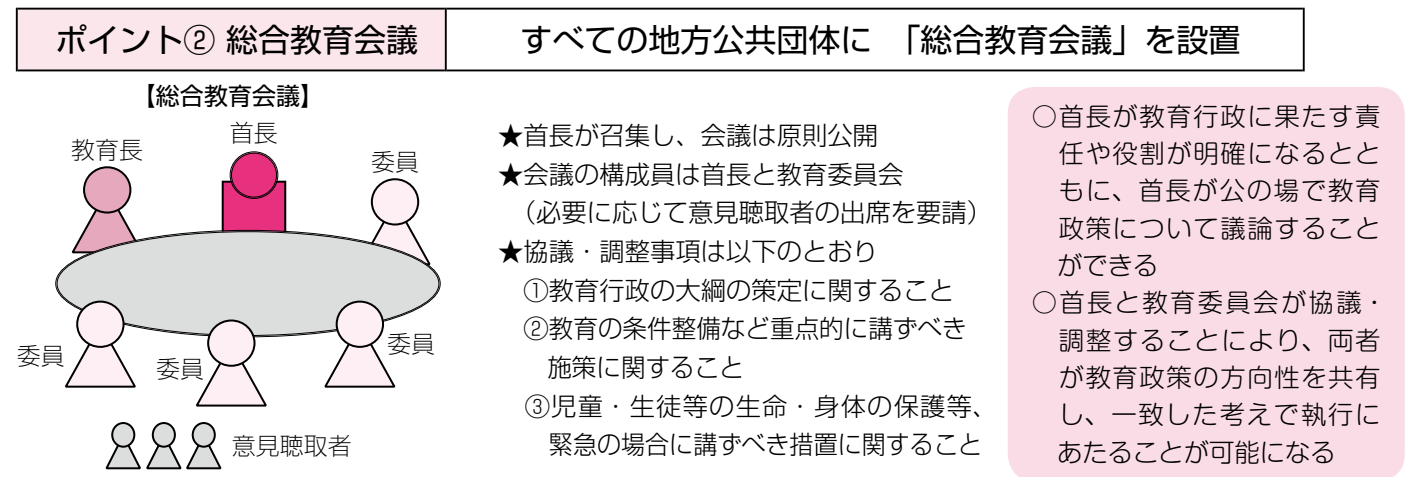 ポイント② 総合教育会議
すべての地方公共団体に 「総合教育会議」を設置
【総合教育会議】
教育長
首長
委員
委員
委員
委員
意見聴取者
★首長が召集し、会議は原則公開
★会議の構成員は首長と教育委員会
(必要に応じて意見聴取者の出席を要請)
★協議・調整事項は以下のとおり
①教育行政の大綱の策定に関すること
②教育の条件整備など重点的に講ずべき
施策に関すること
③児童・生徒等の生命・身体の保護等、
緊急の場合に講ずべき措置に関すること
○首長が教育行政に果たす責
任や役割が明確になるとと
もに、首長が公の場で教育
政策について議論すること
ができる
○首長と教育委員会が協議・
調整することにより、両者
が教育政策の方向性を共有
し、一致した考えで執行に
あたることが可能になる